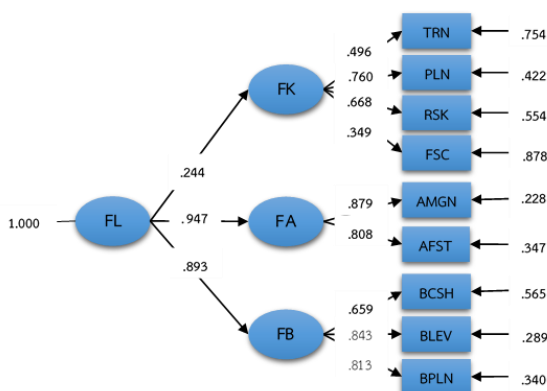 TRN
.754
.496
.760
PLN
.422
FK
.668
RSK
.554
.349
FSC
.878
.244
.879
AMGN
.228
1.000
FL
.947
FA
.808
AFST
.347
.893
.659
BCSH
.565
FB
.843
BLEV
.289
.813
BPLN
.340